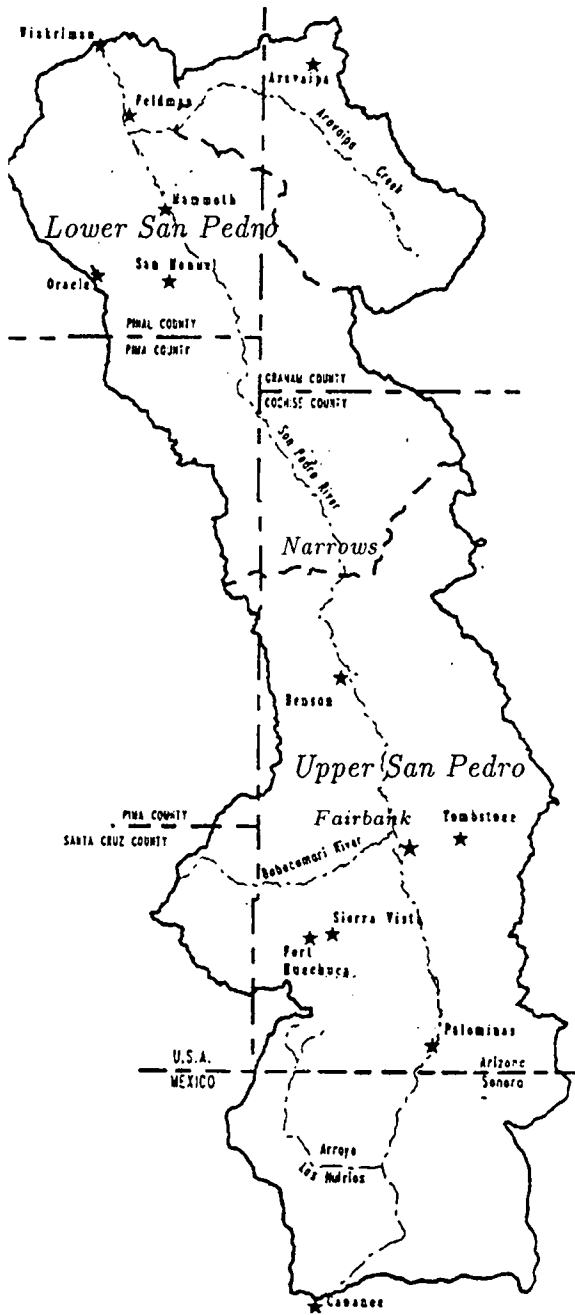 Winkelman
Aravaipa
Feldman
Aravaipa
Creek
Mammoth
Lower San Pedro
San Manuel
Oracle
PINAL COUNTY
PIMA COUNTY
GRAHAM COUNTY
COCHISE COUNTY
San Pedro River
Narrows
Benson
Upper San Pedro
PIMA COUNTY
SANTA CRUZ COUNTY
Fairbank
Tombstone
Babocomari River
Sierra Vista
Fort
Huachuca
Palominas
U.S.A.
MEXICO
Arizona
Sonora
Arroyo
Las Nutrias
Cananea